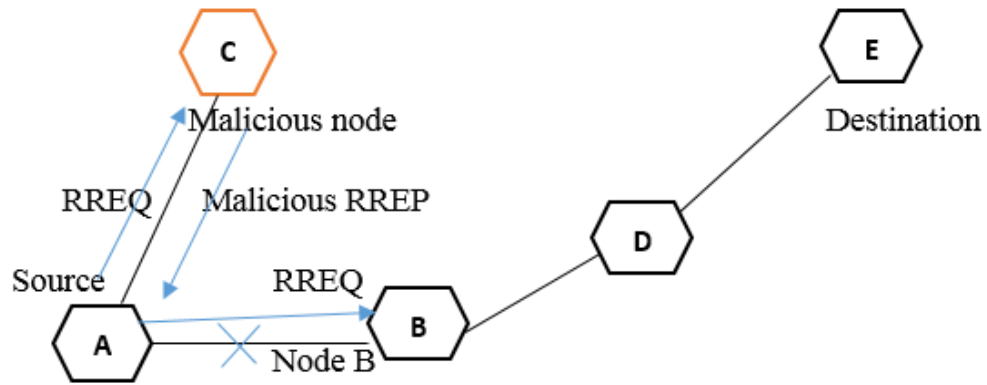 C
E
Malicious node
Destination
RREQ
Malicious RREP
D
Source
RREQ
A
B
Node B